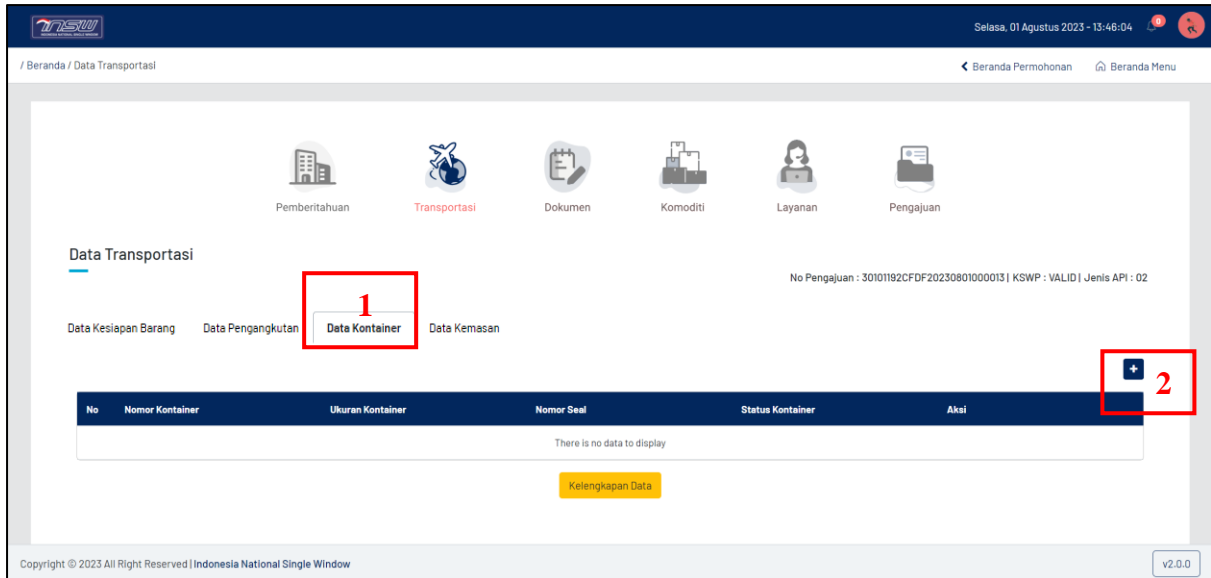 INSW
Selasa, 01 Agustus 2023 - 13:46:04 0
/ Beranda / Data Transportasi Beranda Permohonan Beranda Menu
Pemberitahuan Transportasi Dokumen Komoditi Layanan Pengajuan
Data Transportasi
No Pengajuan : 30101192CFDF20230801000013 | KSWP : VALID | Jenis API : 02
1
Data Kesiapan Barang Data Pengangkutan Data Kontainer Data Kemasan
+
2
No Nomor Kontainer Ukuran Kontainer Nomor Seal Status Kontainer Aksi
There is no data to display
Kelengkapan Data
Copyright © 2023 All Right Reserved | Indonesia National Single Window v2.0.0